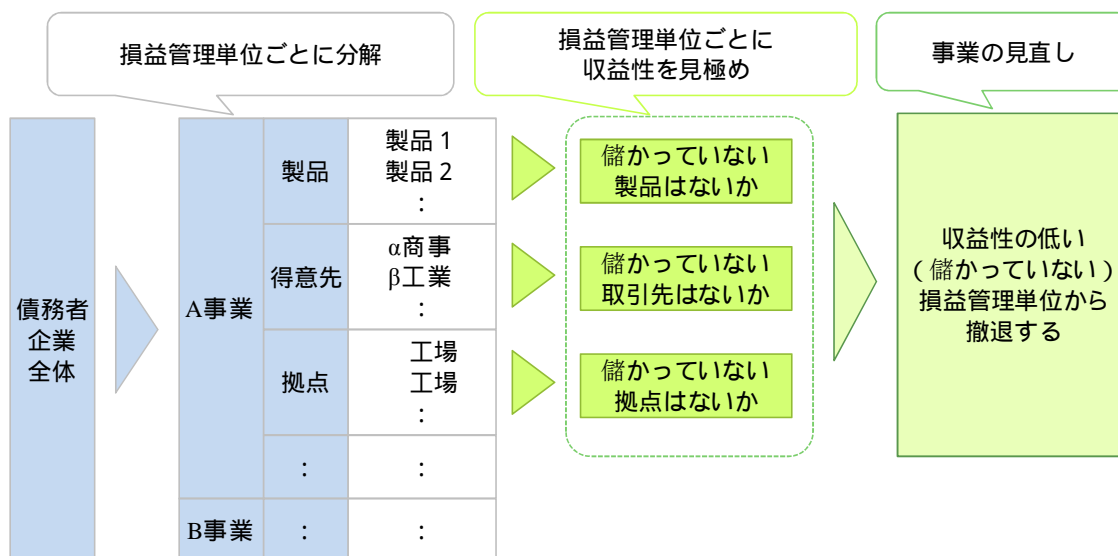 損益管理単位ごとに分解
損益管理単位ごとに
収益性を見極め
事業の見直し
債務者
企業
全体
A事業
製品
製品1
製品2
:
儲かっていない
製品はないか
得意先
α商事
β工業
:
儲かっていない
取引先はないか
拠点
工場
工場
:
儲かっていない
拠点はないか
:
:
B事業
:
:
収益性の低い
(儲かっていない)
損益管理単位から
撤退する